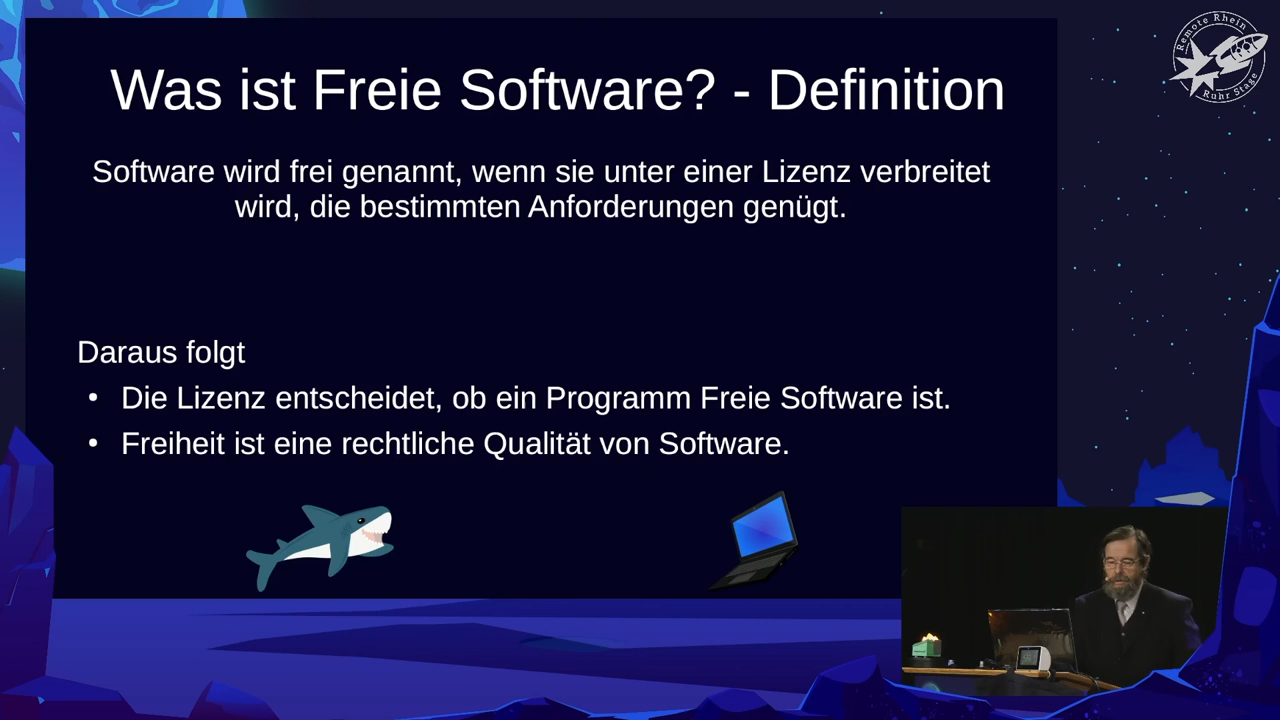 Was ist Freie Software? - Definition
Software wird frei genannt, wenn sie unter einer Lizenz verbreitet
wird, die bestimmten Anforderungen genügt.
Daraus folgt
• Die Lizenz entscheidet, ob ein Programm Freie Software ist.
• Freiheit ist eine rechtliche Qualität von Software.
Remote Rhein
Ruhr Stage